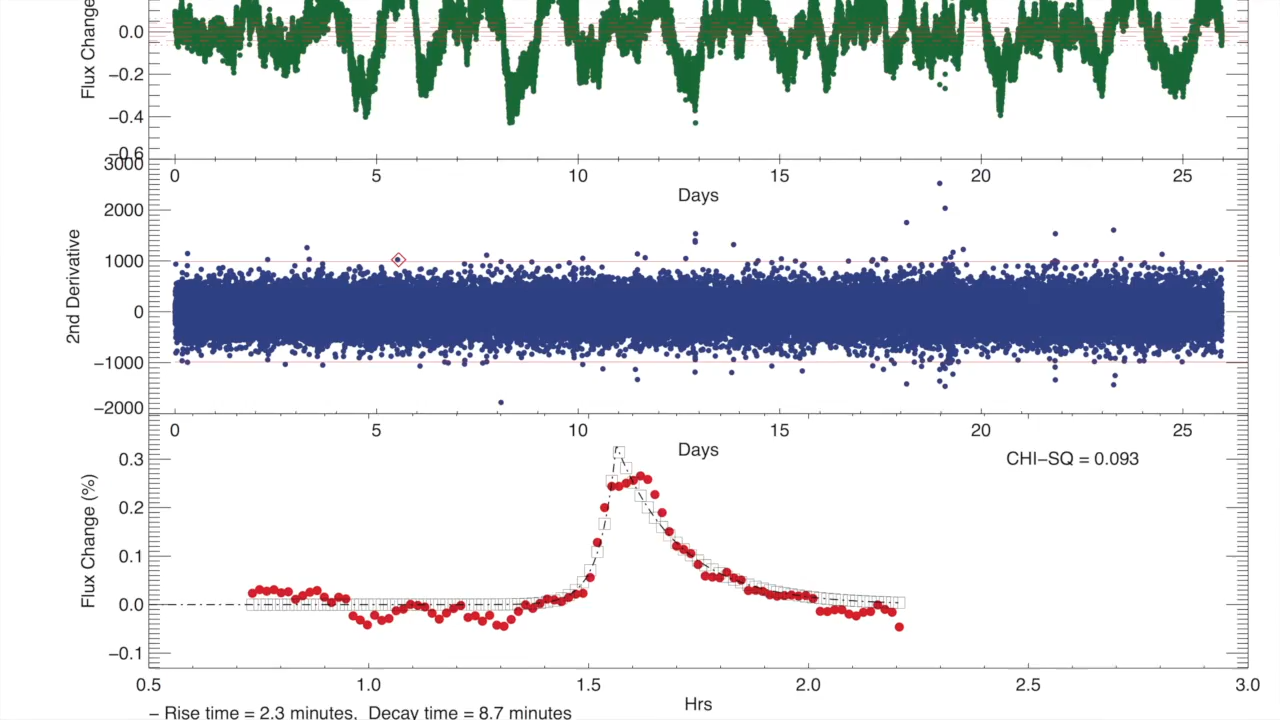 Flux Change
0.0
−0.2
−0.4
−0.6
0 5 10 15 20 25
Days
2nd Derivative
3000
2000
1000
0
−1000
−2000
0 5 10 15 20 25
Days
CHI−SQ = 0.093
Flux Change (%)
0.3
0.2
0.1
0.0
−0.1
0.5 1.0 1.5 2.0 2.5 3.0
Hrs
− Rise time = 2.3 minutes, Decay time = 8.7 minutes